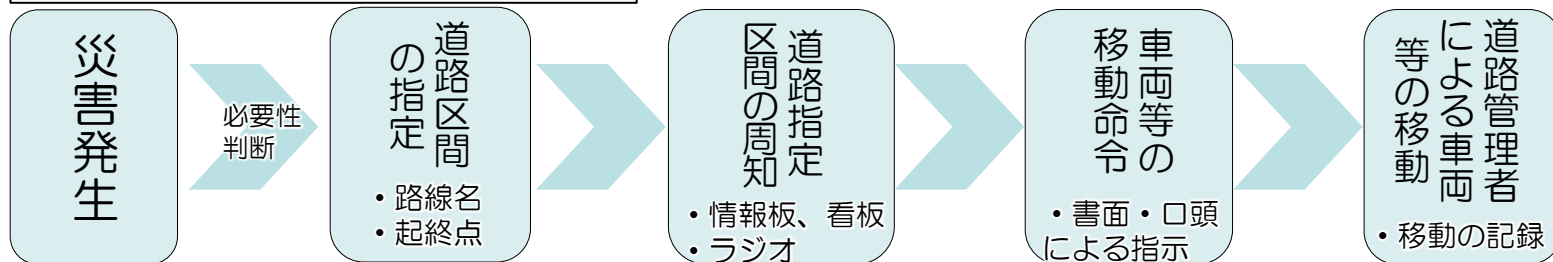 災害発生
必要性
判断
道路区間
の指定
・路線名
・起終点
道路指定
区間の周知
・情報板、看板
・ラジオ
車両等の
移動命令
・書面・口頭
による指示
道路管理者
による車両
等の移動
・移動の記録